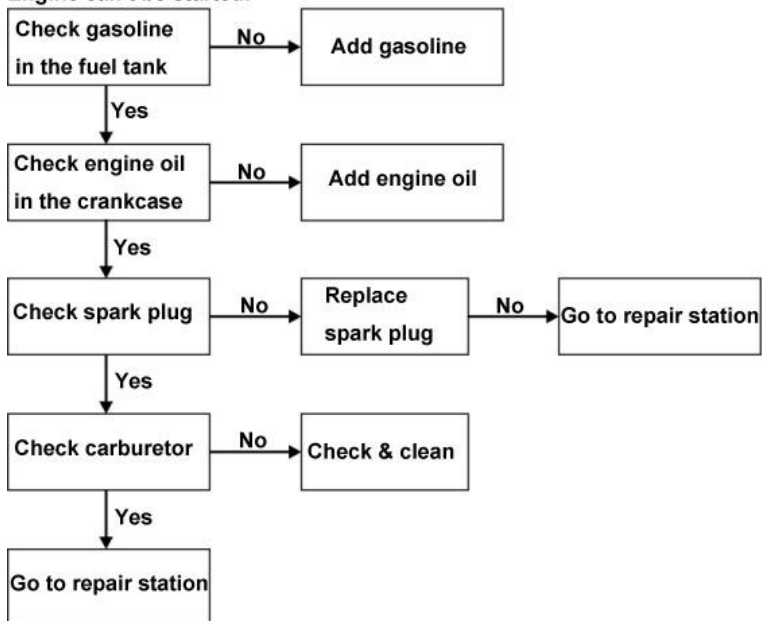 Check gasoline
in the fuel tank
No
Add gasoline
Yes
Check engine oil
in the crankcase
No
Add engine oil
Yes
Check spark plug
No
Replace
spark plug
No
Go to repair station
Yes
Check carburetor
No
Check & clean
Yes
Go to repair station